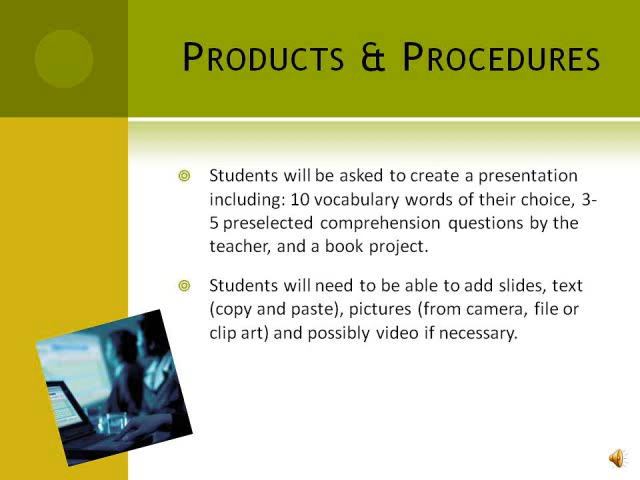 PRODUCTS & PROCEDURES
Students will be asked to create a presentation
including: 10 vocabulary words of their choice, 3-
5 preselected comprehension questions by the
teacher, and a book project.
Students will need to be able to add slides, text
(copy and paste), pictures (from camera, file or
clip art) and possibly video if necessary.